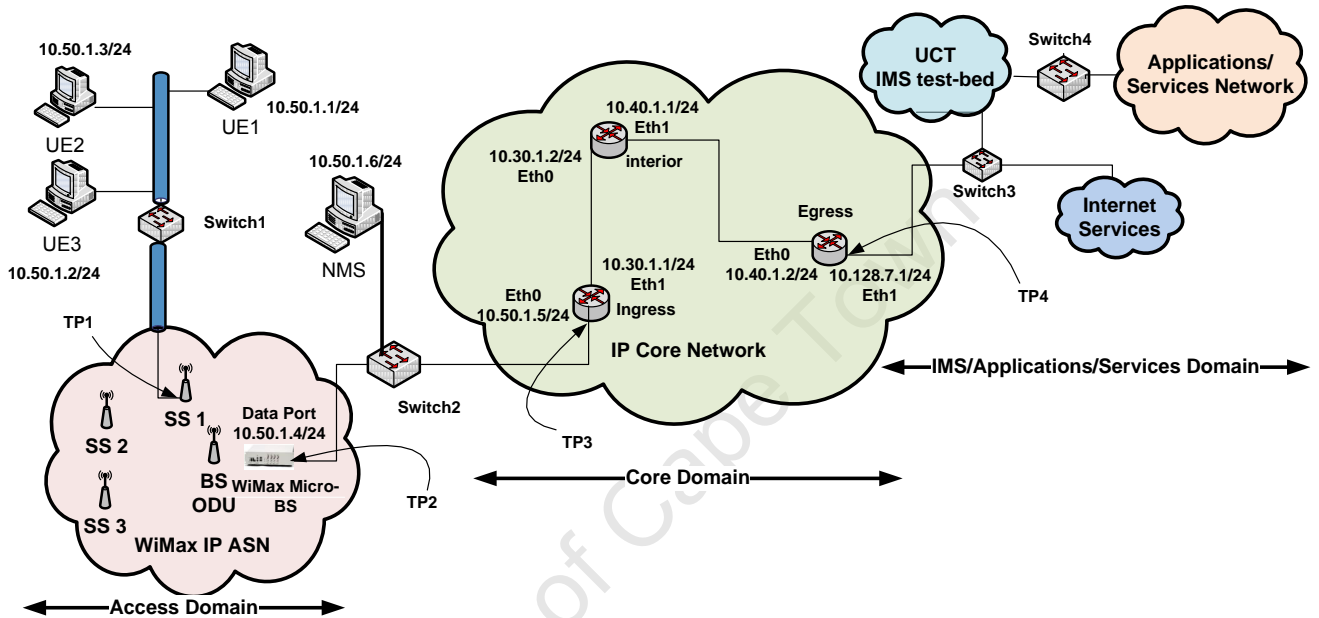 10.50.1.3/24
UE2
10.50.1.1/24
UE1
UE3
10.50.1.2/24
Switch1
10.50.1.6/24
NMS
TP1
SS 1
SS 2
SS 3
Data Port
10.50.1.4/24
BS
ODU
WiMax Micro-
BS
WiMax IP ASN
TP2
Switch2
Access Domain
10.40.1.1/24
Eth1
10.30.1.2/24
Eth0
interior
10.30.1.1/24
Eth1
Eth0
10.50.1.5/24
Ingress
IP Core Network
Egress
Eth0
10.40.1.2/24
10.128.7.1/24
Eth1
TP3
TP4
Core Domain
UCT
IMS test-bed
Switch4
Applications/
Services Network
Switch3
Internet
Services
IMS/Applications/Services Domain
of Cape Town